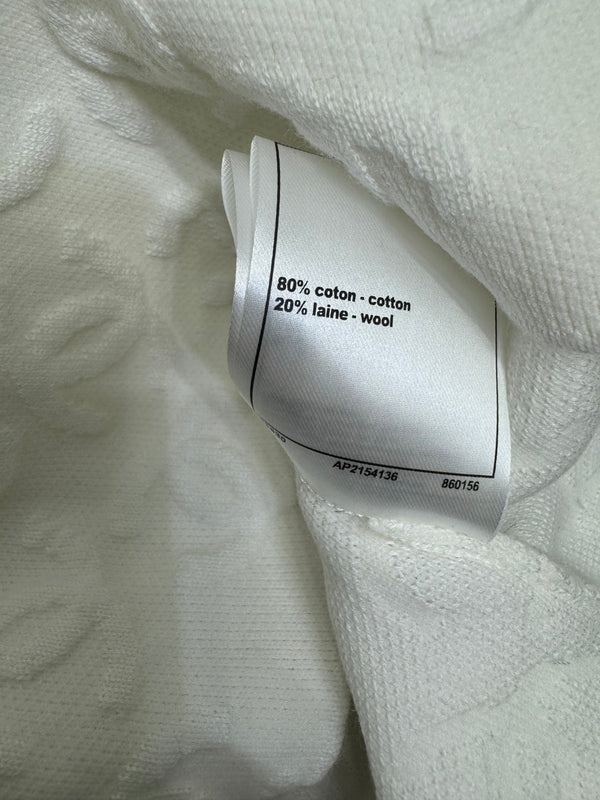 80% coton - cotton
20% laine - wool
AP2154136 860156